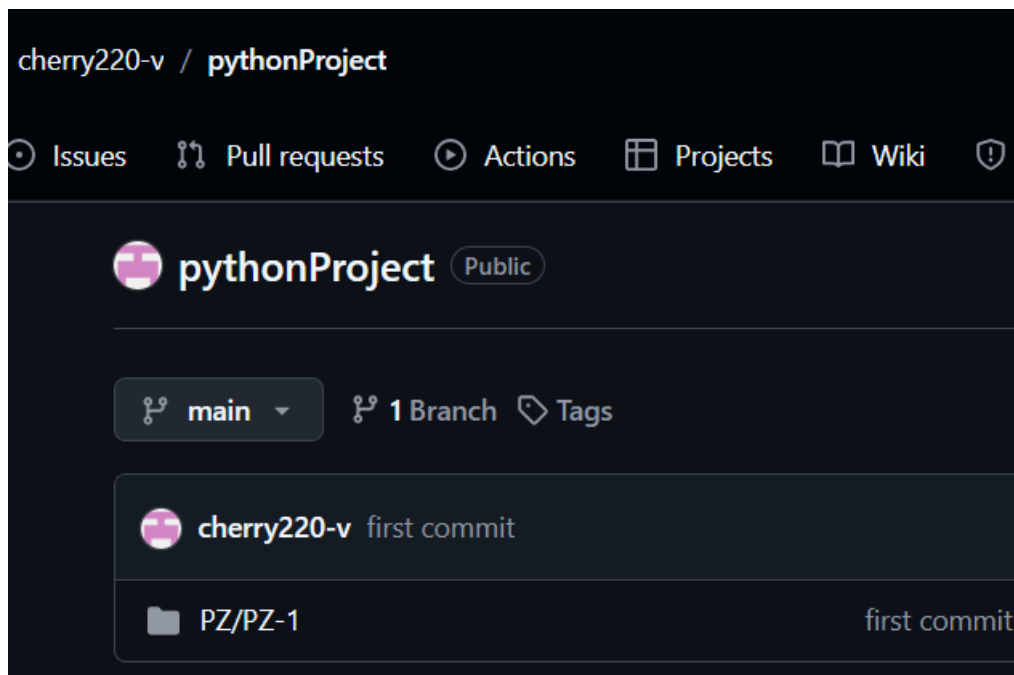 cherry220-v / pythonProject
Issues Pull requests Actions Projects Wiki
pythonProject Public
main 1 Branch Tags
cherry220-v first commit
PZ/PZ-1 first commit